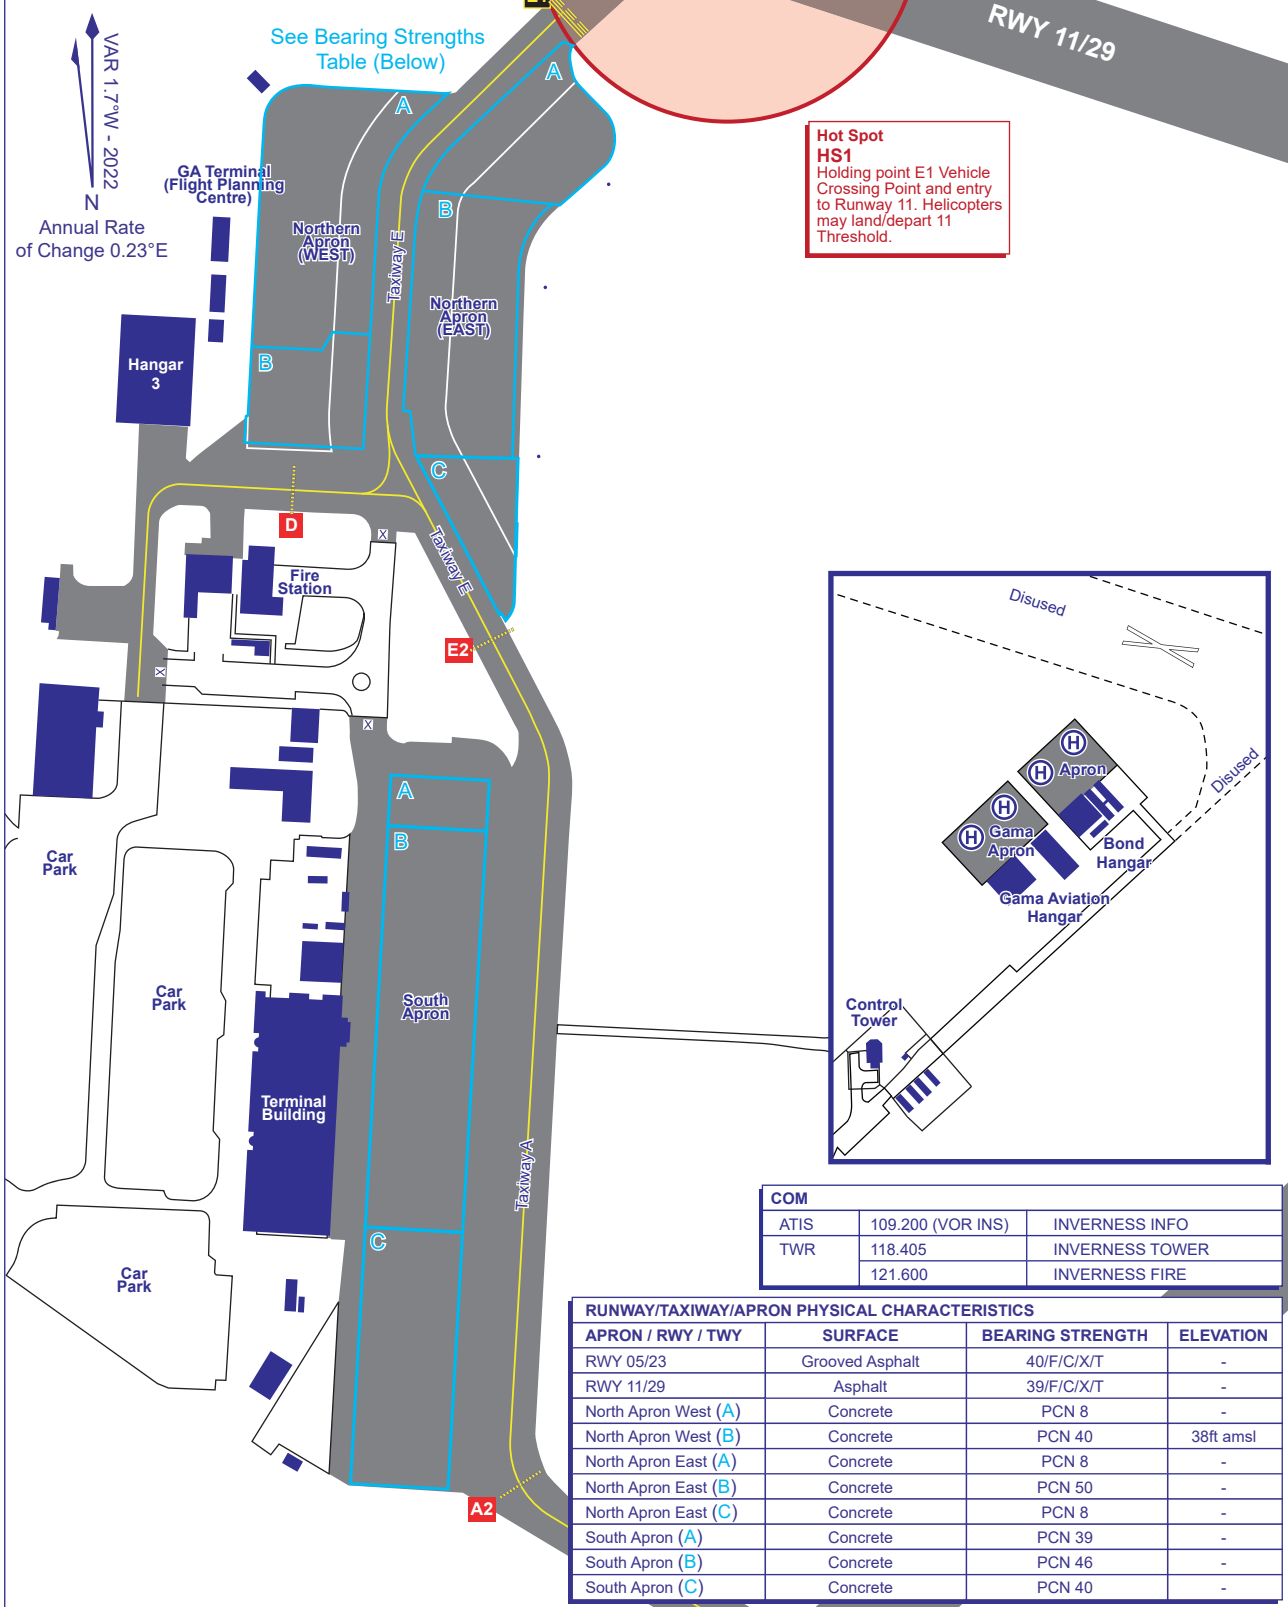 RWY 11/29
See Bearing Strengths
Table (Below)
VAR 1.7°W - 2022
N
Annual Rate
of Change 0.23°E
Hot Spot
HS1
Holding point E1 Vehicle
Crossing Point and entry
to Runway 11. Helicopters
may land/depart 11
Threshold.
GA Terminal
(Flight Planning
Centre)
A
A
Northern
Apron
(WEST)
Taxiway E
B
Northern
Apron
(EAST)
Hangar
3
B
C
D
X
Taxiway E
Fire
Station
E2
X
X
A
B
Car
Park
Car
Park
South
Apron
Terminal
Building
Taxiway A
C
Car
Park
A2
Disused
Disused
H
H Apron
H
H Gama
Apron
Bond
Hangar
Gama Aviation
Hangar
Control
Tower
COM
ATIS 109.200 (VOR INS) INVERNESS INFO
TWR 118.405 INVERNESS TOWER
121.600 INVERNESS FIRE
RUNWAY/TAXIWAY/APRON PHYSICAL CHARACTERISTICS
APRON / RWY / TWY SURFACE BEARING STRENGTH ELEVATION
RWY 05/23 Grooved Asphalt 40/F/C/X/T -
RWY 11/29 Asphalt 39/F/C/X/T -
North Apron West (A) Concrete PCN 8 -
North Apron West (B) Concrete PCN 40 38ft amsl
North Apron East (A) Concrete PCN 8 -
North Apron East (B) Concrete PCN 50 -
North Apron East (C) Concrete PCN 8 -
South Apron (A) Concrete PCN 39 -
South Apron (B) Concrete PCN 46 -
South Apron (C) Concrete PCN 40 -